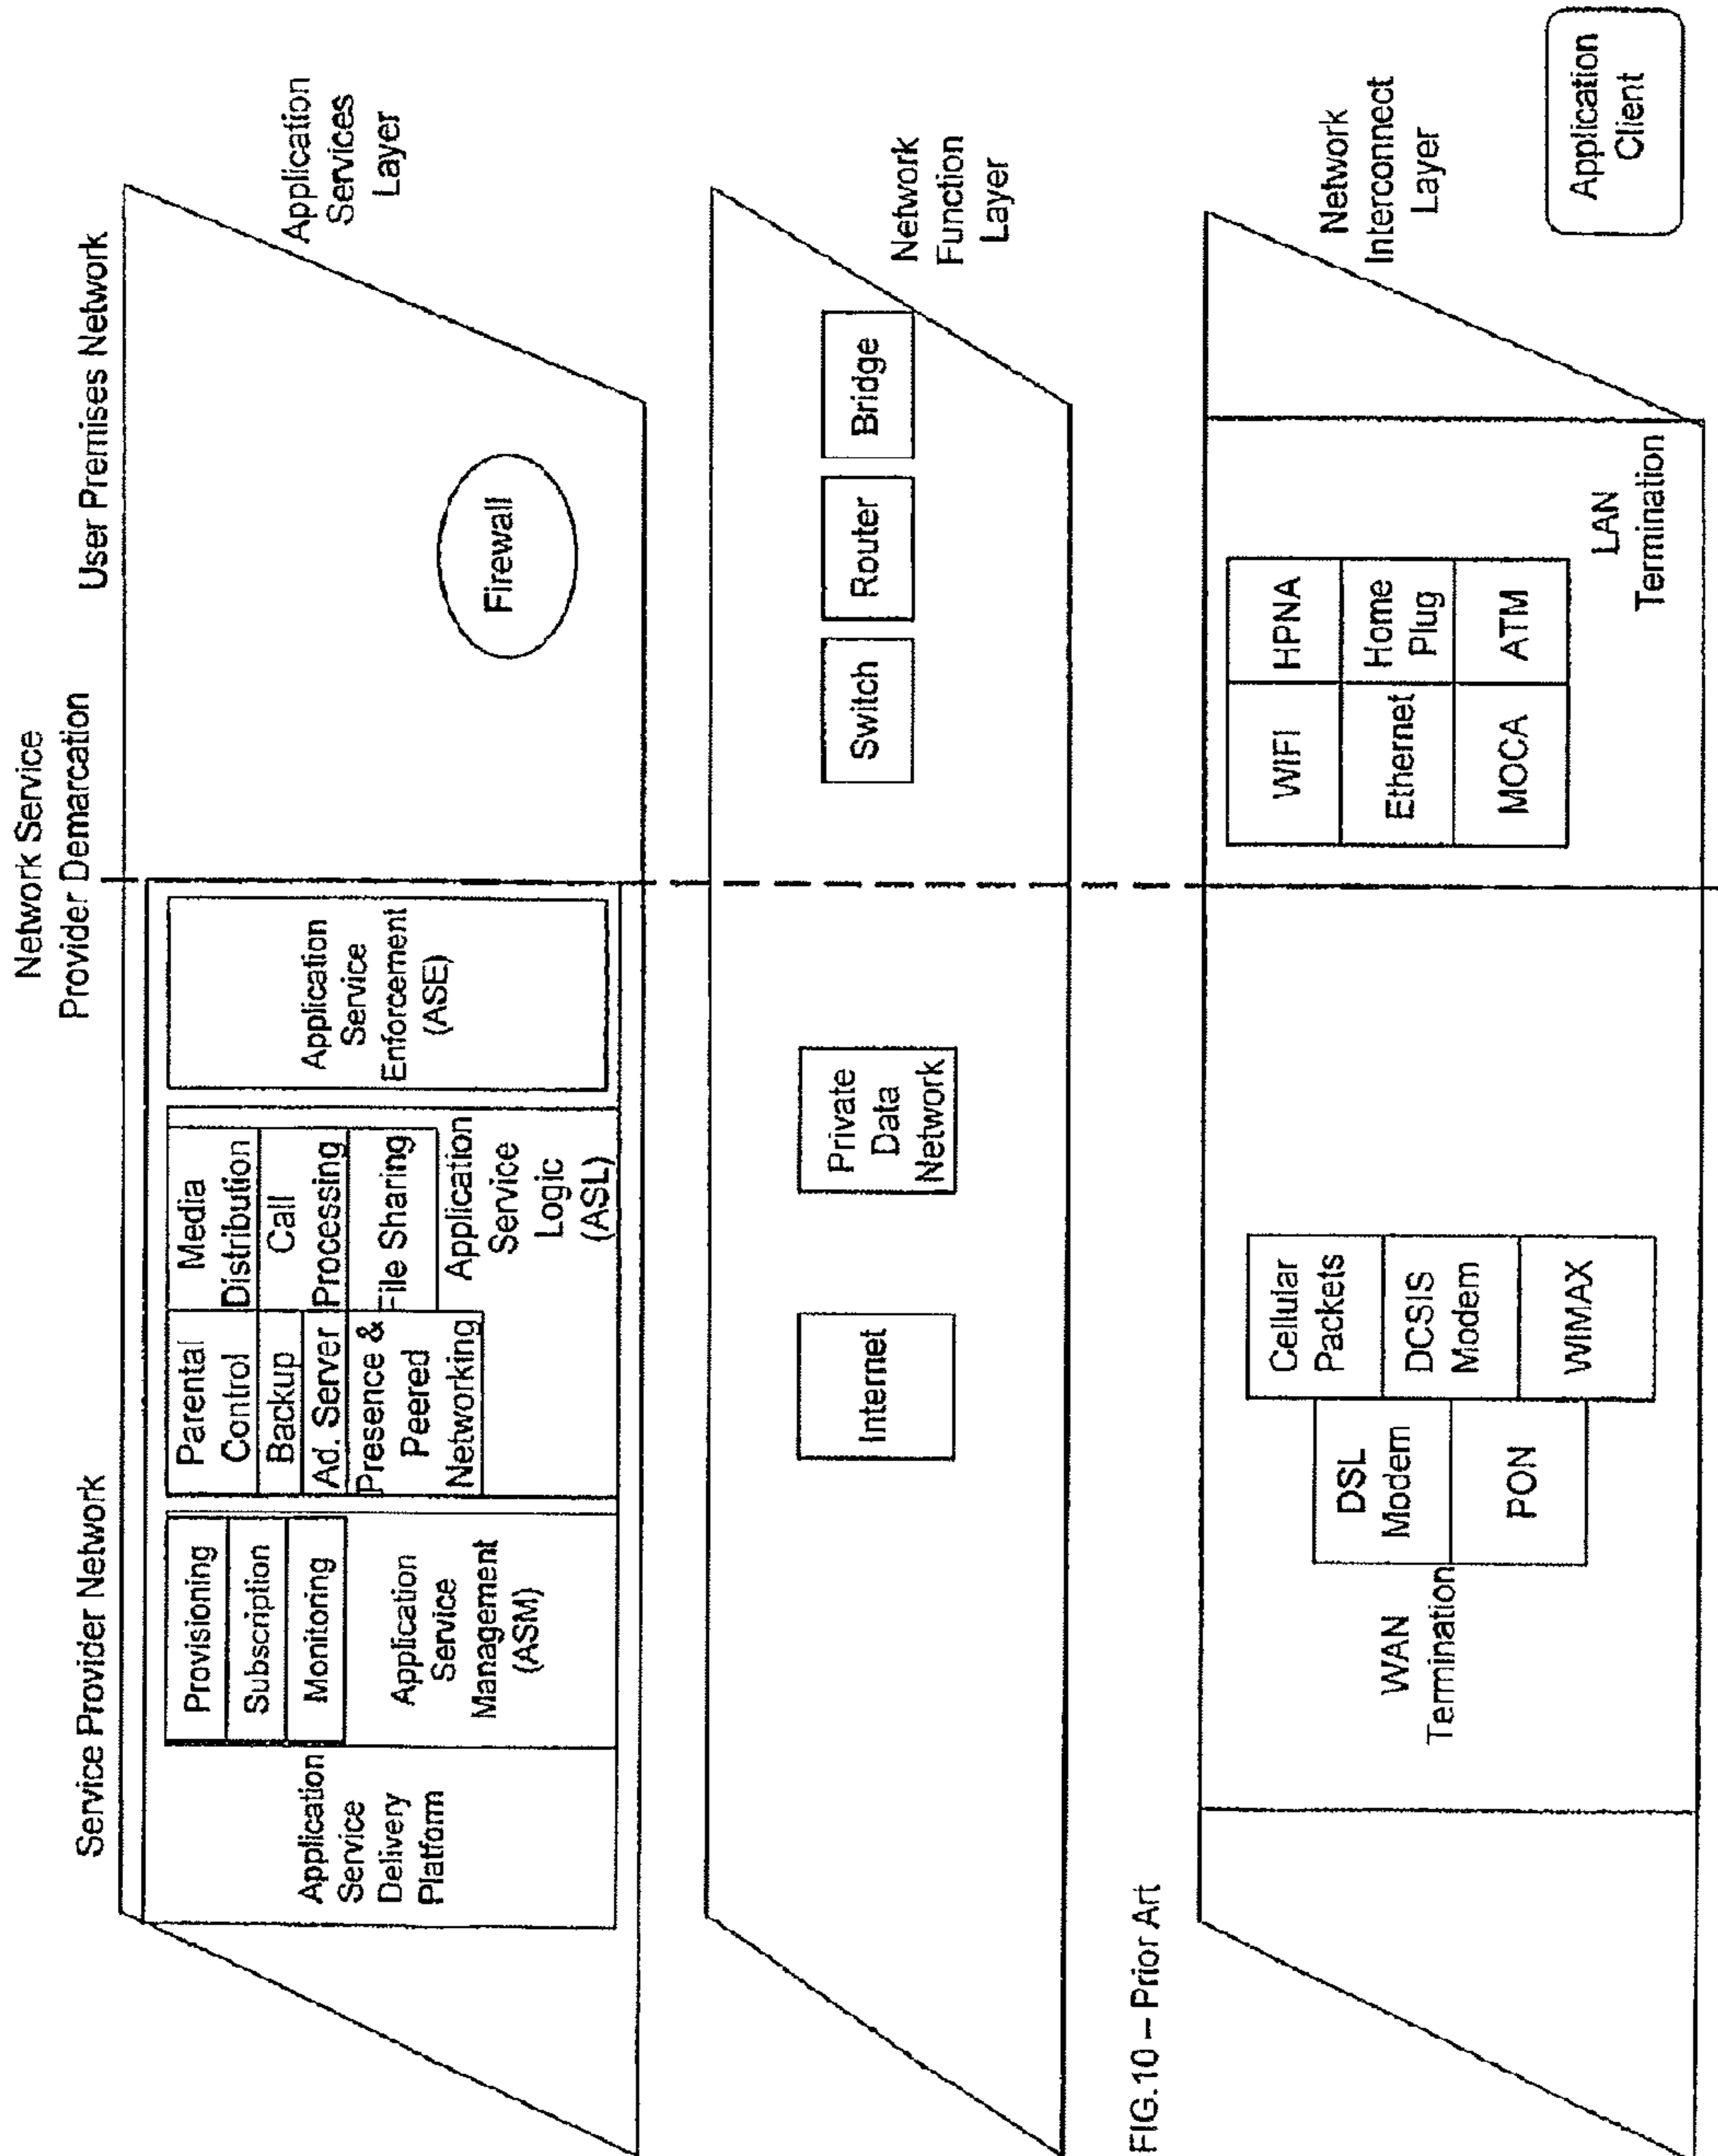 Network Service
Provider Demarcation
Service Provider Network
User Premises Network
Application
Service
Delivery
Platform
Provisioning
Subscription
Monitoring
Application
Service
Management
(ASM)
Parental
Control
Backup
Ad. Server
Presence &
Peered
Networking
Media
Distribution
Call
Processing
File Sharing
Application
Service
Logic
(ASL)
Application
Service
Enforcement
(ASE)
Firewall
Application
Services
Layer
Internet
Private
Data
Network
Switch
Router
Bridge
Network
Function
Layer
FIG.10 – Prior Art
WAN
Termination
DSL
Modem
PON
Cellular
Packets
DCSIS
Modem
WIMAX
WIFI
HPNA
Ethernet
Home
Plug
MOCA
ATM
LAN
Termination
Network
Interconnect
Layer
Application
Client